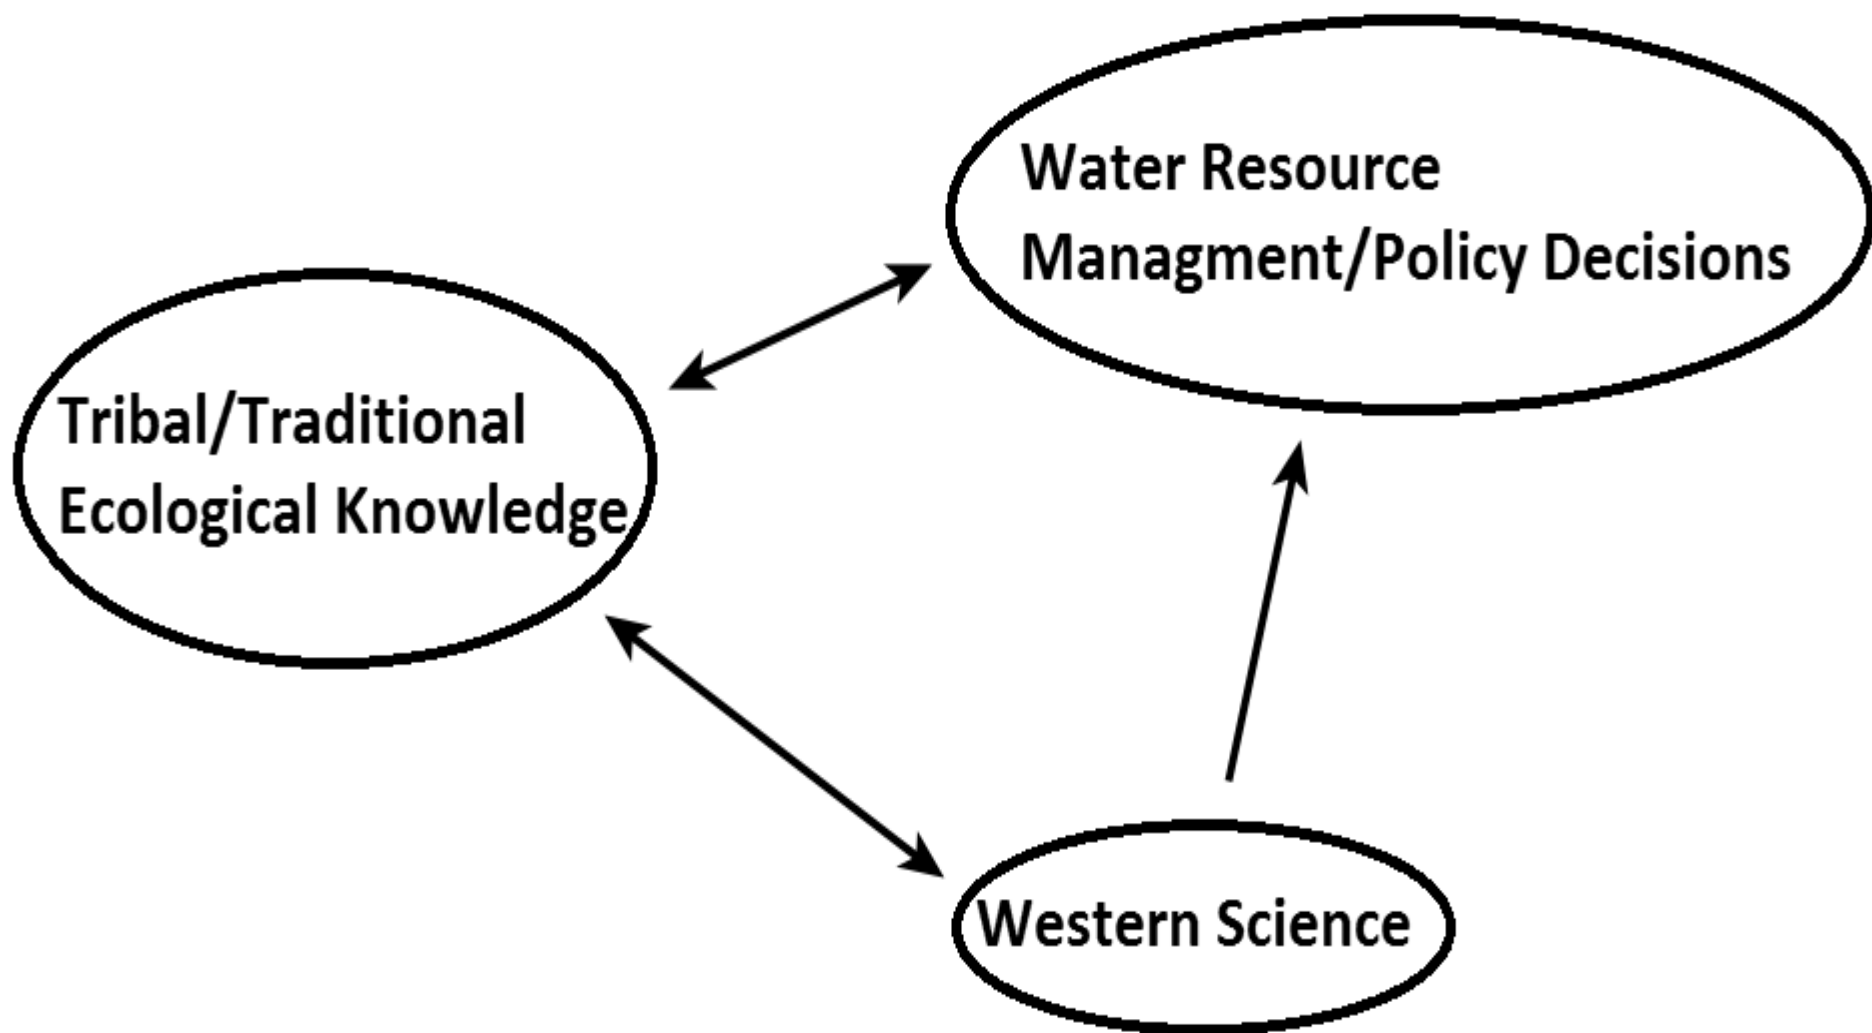 Water Resource
Managment/Policy Decisions
Tribal/Traditional
Ecological Knowledge
Western Science